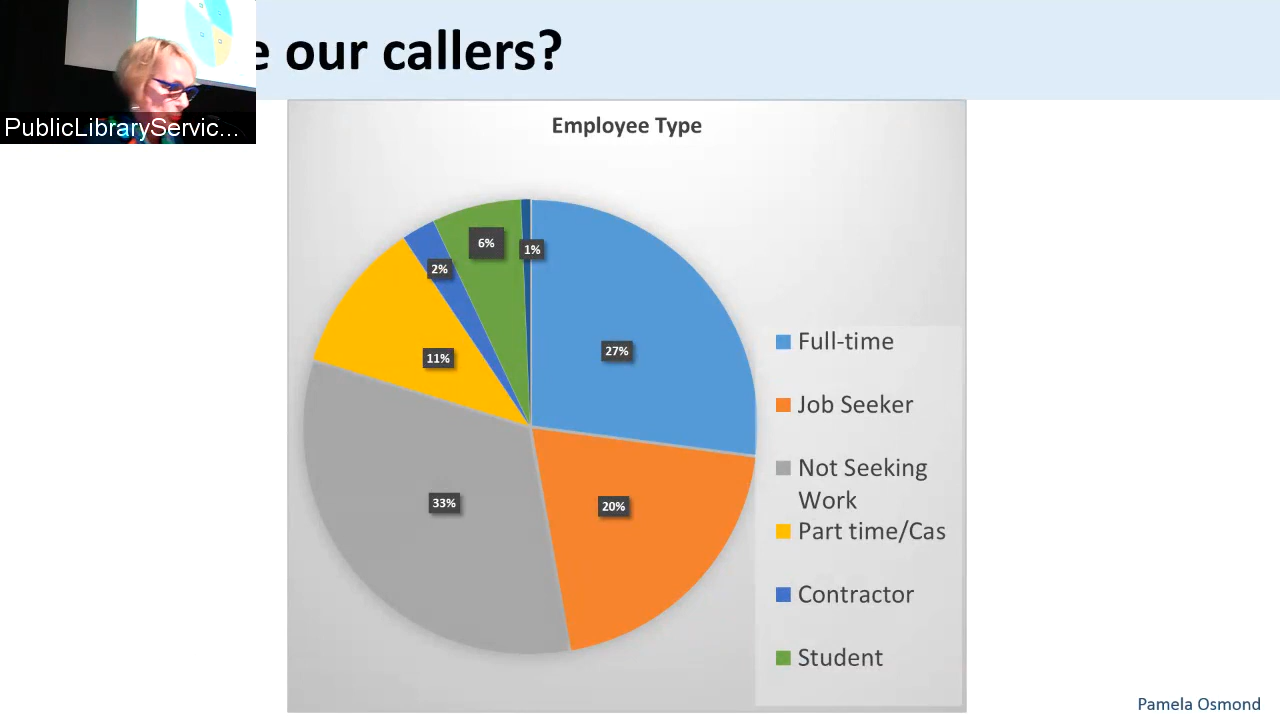 e our callers?
PublicLibraryServic...
Employee Type
6%
1%
2%
27%
11%
33%
20%
Full-time
Job Seeker
Not Seeking
Work
Part time/Cas
Contractor
Student
Pamela Osmond